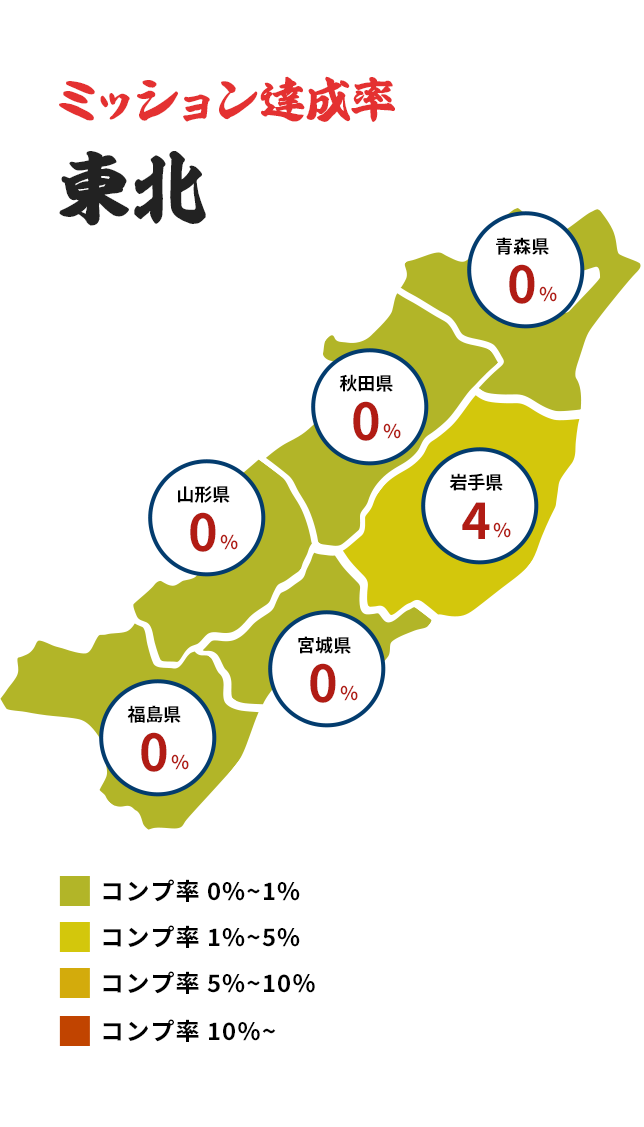 ミッション達成率
東北
青森県
0%
秋田県
0%
岩手県
4%
山形県
0%
宮城県
0%
福島県
0%
コンプ率 0%~1%
コンプ率 1%~5%
コンプ率 5%~10%
コンプ率 10%~